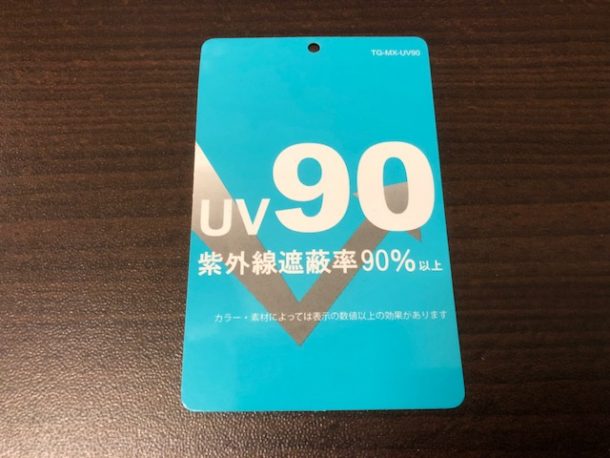 TG-MX-UV90
UV90
紫外線遮蔽率90%以上
カラー・素材によっては表示の数値以上の効果があります